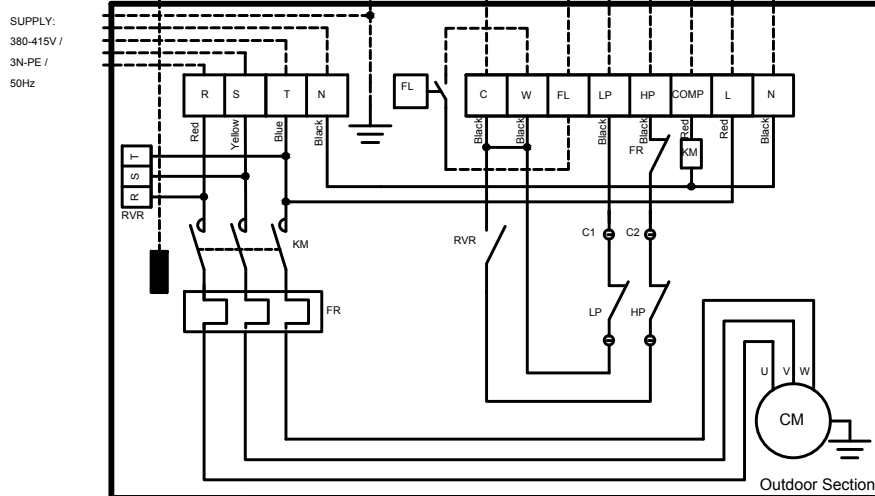 SUPPLY:
380-415V /
3N-PE /
50Hz
R S T N
FL
C W FL LP HP COMP L N
Red Yellow Blue Black
Black Black Black Black Red Red Black
FR
KM
T
S
R
RVR
KM
RVR
C1 C2
FR
LP HP
U V W
CM
Outdoor Section